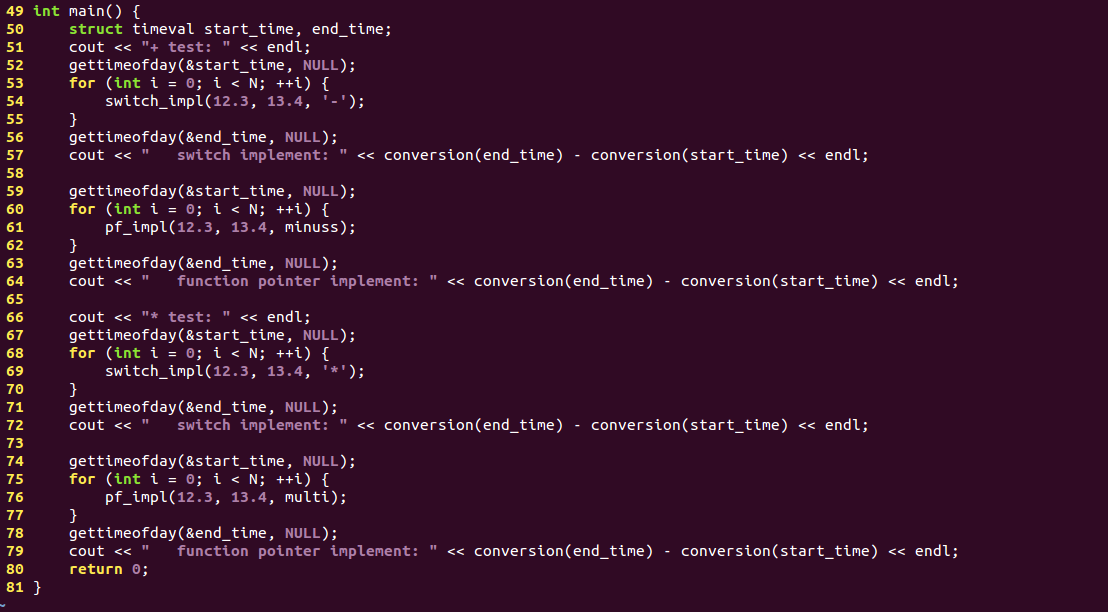 49 int main() {
50     struct timeval start_time, end_time;
51     cout << "+ test: " << endl;
52     gettimeofday(&start_time, NULL);
53     for (int i = 0; i < N; ++i) {
54         switch_impl(12.3, 13.4, '-');
55     }
56     gettimeofday(&end_time, NULL);
57     cout << "   switch implement: " << conversion(end_time) - conversion(start_time) << endl;
58
59     gettimeofday(&start_time, NULL);
60     for (int i = 0; i < N; ++i) {
61         pf_impl(12.3, 13.4, minuss);
62     }
63     gettimeofday(&end_time, NULL);
64     cout << "   function pointer implement: " << conversion(end_time) - conversion(start_time) << endl;
65
66     cout << "* test: " << endl;
67     gettimeofday(&start_time, NULL);
68     for (int i = 0; i < N; ++i) {
69         switch_impl(12.3, 13.4, '*');
70     }
71     gettimeofday(&end_time, NULL);
72     cout << "   switch implement: " << conversion(end_time) - conversion(start_time) << endl;
73
74     gettimeofday(&start_time, NULL);
75     for (int i = 0; i < N; ++i) {
76         pf_impl(12.3, 13.4, multi);
77     }
78     gettimeofday(&end_time, NULL);
79     cout << "   function pointer implement: " << conversion(end_time) - conversion(start_time) << endl;
80     return 0;
81 }
~